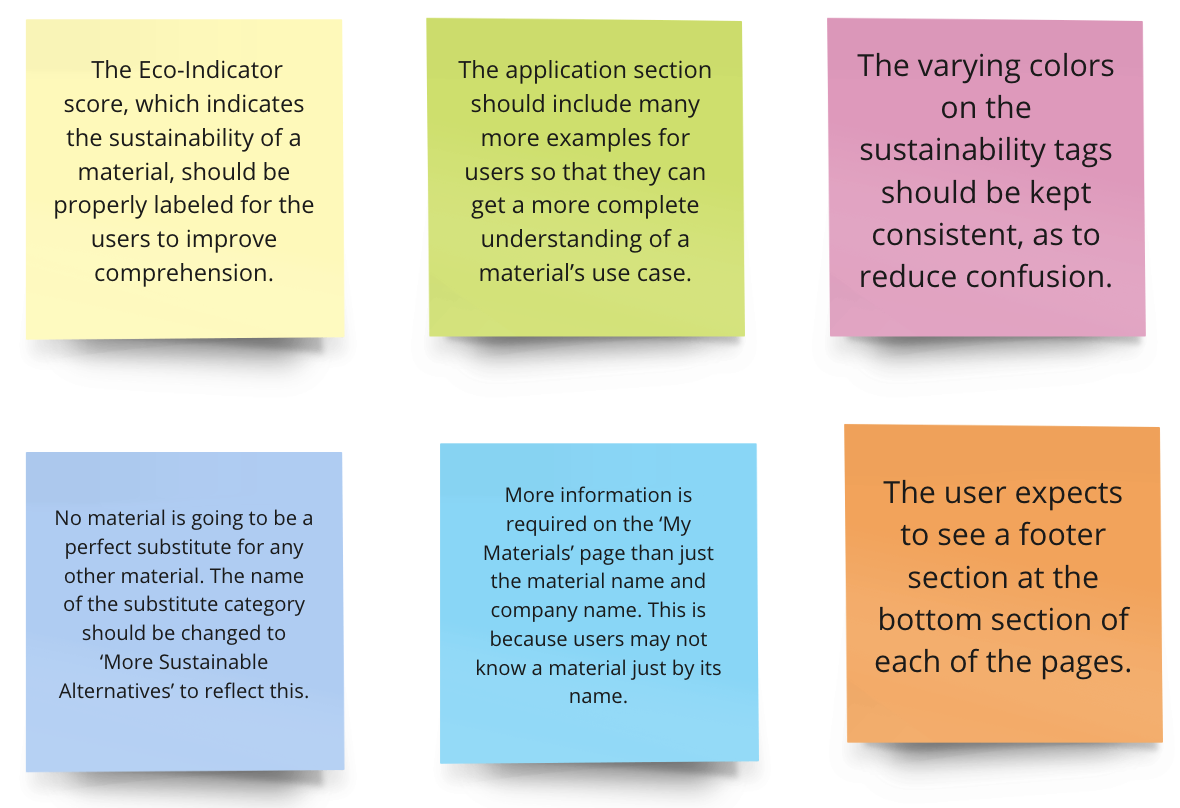 The Eco-Indicator
score, which indicates
the sustainability of a
material, should be
properly labeled for the
users to improve
comprehension.
The application section
should include many
more examples for
users so that they can
get a more complete
understanding of a
material’s use case.
The varying colors
on the
sustainability tags
should be kept
consistent, as to
reduce confusion.
No material is going to be a
perfect substitute for any
other material. The name
of the substitute category
should be changed to
‘More Sustainable
Alternatives’ to reflect this.
More information is
required on the ‘My
Materials’ page than just
the material name and
company name. This is
because users may not
know a material just by its
name.
The user expects
to see a footer
section at the
bottom section of
each of the pages.